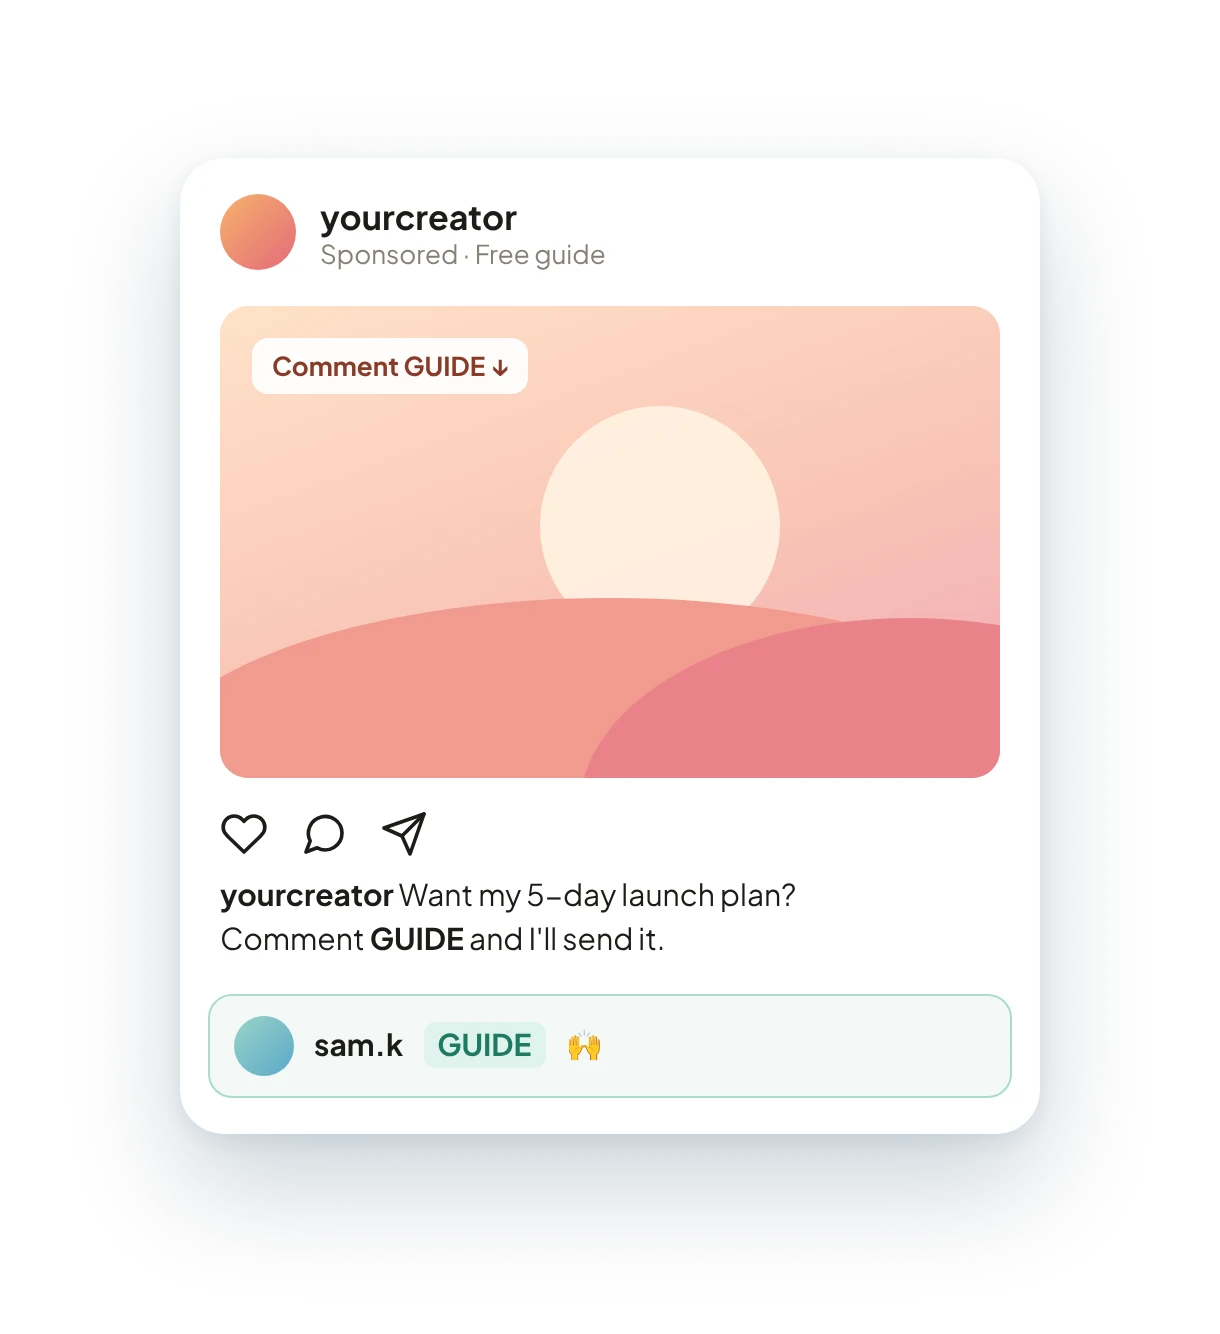 yourcreator
Sponsored · Free guide
Comment GUIDE ↓
yourcreator Want my 5-day launch plan?
Comment GUIDE and I'll send it.
sam.k GUIDE 🙌